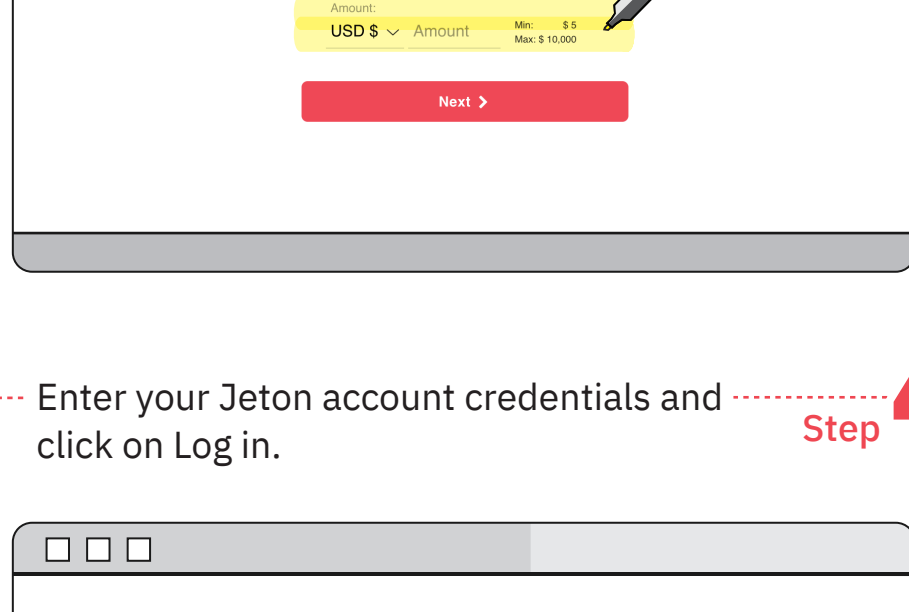 Amount:
USD $ Amount Min: $ 5
Max: $ 10,000
Next
Enter your Jeton account credentials and
click on Log in.
Step